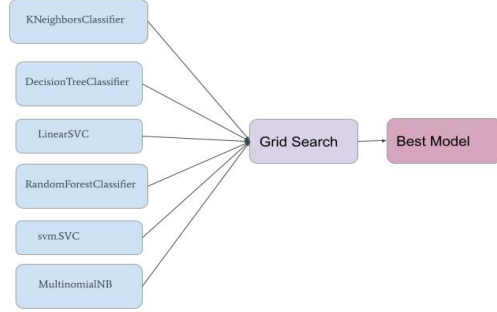 KNeighborsClassifier
DecisionTreeClassifier
LinearSVC
RandomForestClassifier
svm.SVC
MultinomialNB
Grid Search
Best Model